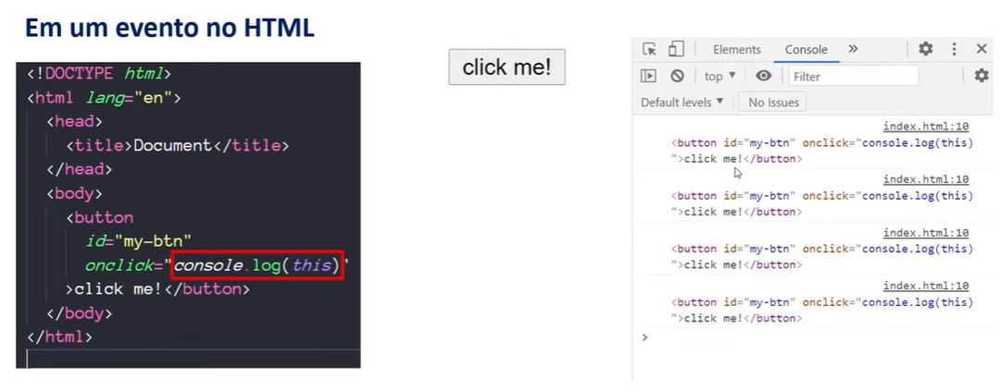 Em um evento no HTML
<!DOCTYPE html>
<html lang="en">
<head>
<title>Document</title>
</head>
<body>
<button
id="my-btn"
onclick="console.log(this)"
>click me!</button>
</body>
</html>
click me!
Elements Console »
top ▼ Filter
Default levels ▼ No Issues
index.html:10
<button id="my-btn" onclick="console.log(this)
">click me!</button>
index.html:10
<button id="my-btn" onclick="console.log(this)
">click me!</button>
index.html:10
<button id="my-btn" onclick="console.log(this)
">click me!</button>
index.html:10
<button id="my-btn" onclick="console.log(this)
">click me!</button>
>